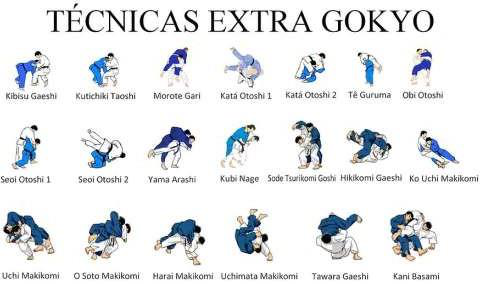 TÉCNICAS EXTRA GOKYO
Kibisu Gaeshi Kutichiki Taoshi Morote Gari Katá Otoshi 1 Katá Otoshi 2 Tê Guruma Obi Otoshi
Seoi Otoshi 1 Seoi Otoshi 2 Yama Arashi Kubi Nage Sode Tsurikomi Goshi Hikikomi Gaeshi Ko Uchi Makikomi
Uchi Makikomi O Soto Makikomi Harai Makikomi Uchimata Makikomi Tawara Gaeshi Kani Basami